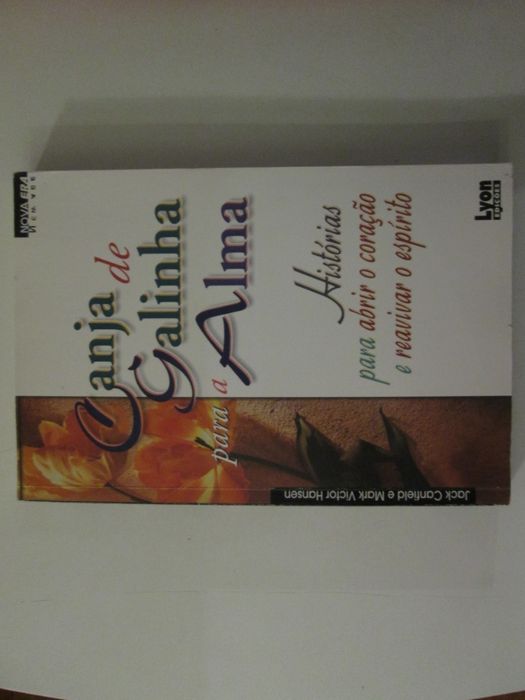 NOVA ERA
Canja
de
Galinha
para a Alma
Histórias
para abrir o coração
e reavivar o espírito
Jack Canfield e Mark Victor Hansen
Lyon
EDIÇÕES